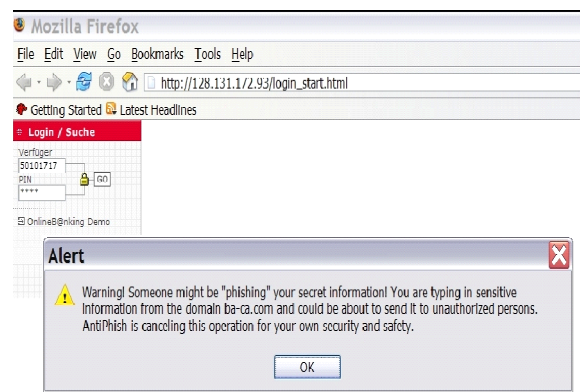 Mozilla Firefox
File Edit View Go Bookmarks Tools Help
http://128.131.172.93/login_start.html
Getting Started Latest Headlines
Login / Suche
Verfüger
50101717
PIN
****
GO
OnlineB@nking Demo
Alert
Warning! Someone might be "phishing" your secret information! You are typing in sensitive
information from the domain ba-ca.com and could be about to send it to unauthorized persons.
AntiPhish is canceling this operation for your own security and safety.
OK